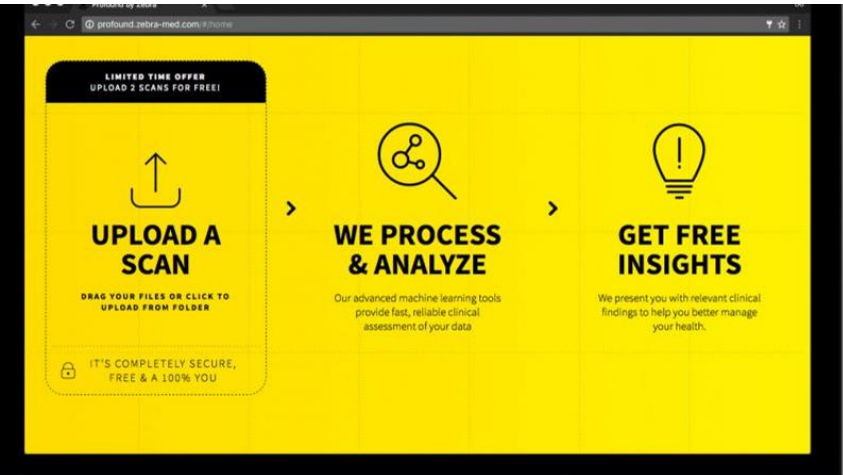 Profound by Zebra
profound.zebra-med.com/#/home
LIMITED TIME OFFER
UPLOAD 2 SCANS FOR FREE!
UPLOAD A
SCAN
DRAG YOUR FILES OR CLICK TO
UPLOAD FROM FOLDER
IT'S COMPLETELY SECURE,
FREE & A 100% YOU
WE PROCESS
& ANALYZE
Our advanced machine learning tools
provide fast, reliable clinical
assessment of your data
GET FREE
INSIGHTS
We present you with relevant clinical
findings to help you better manage
your health.